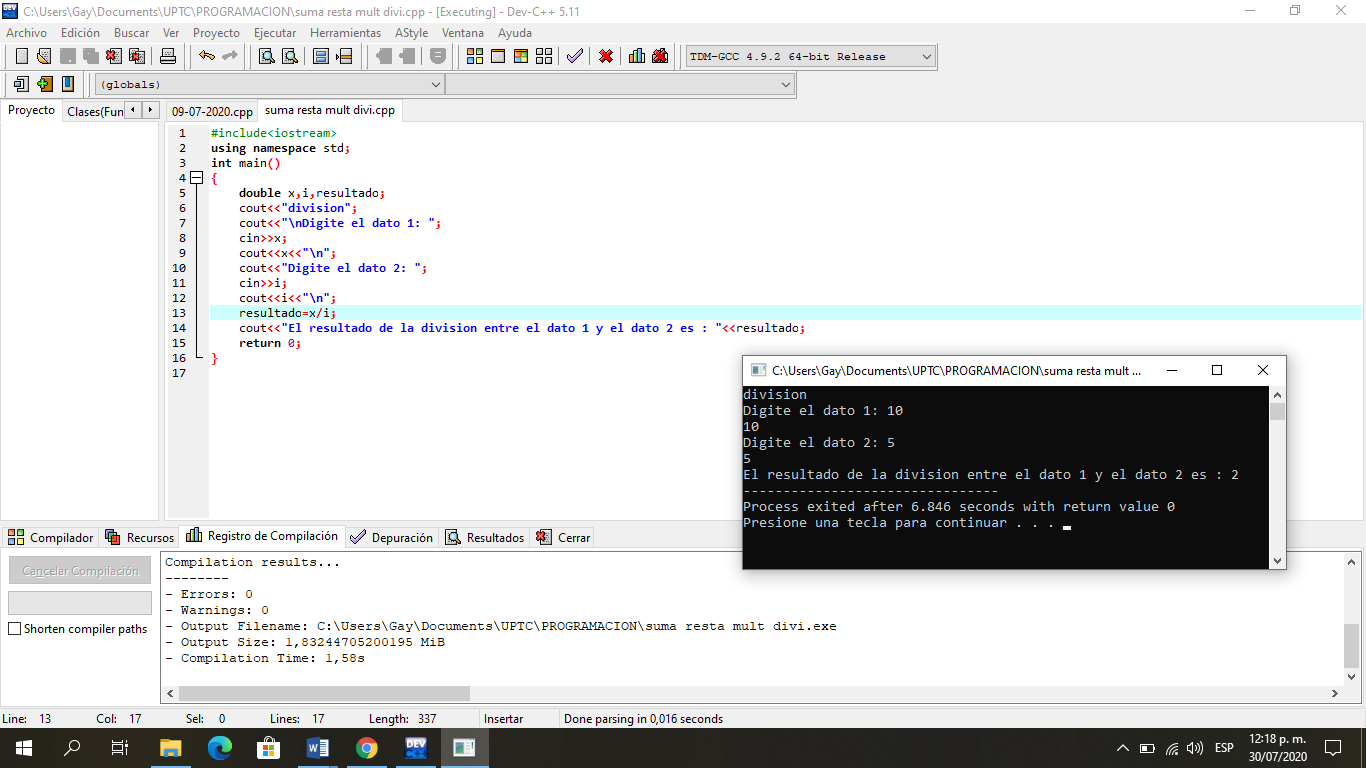 C:\Users\Gay\Documents\UPTC\PROGRAMACION\suma resta mult divi.cpp - [Executing] - Dev-C++ 5.11
Archivo Edición Buscar Ver Proyecto Ejecutar Herramientas AStyle Ventana Ayuda
TDM-GCC 4.9.2 64-bit Release
(globals)
Proyecto Clases(Fun 09-07-2020.cpp suma resta mult divi.cpp
1 #include<iostream>
2 using namespace std;
3 int main()
4 {
5 double x,i,resultado;
6 cout<<"division";
7 cout<<"\nDigite el dato 1: ";
8 cin>>x;
9 cout<<x<<"\n";
10 cout<<"Digite el dato 2: ";
11 cin>>i;
12 cout<<i<<"\n";
13 resultado=x/i;
14 cout<<"El resultado de la division entre el dato 1 y el dato 2 es : "<<resultado;
15 return 0;
16 }
17
C:\Users\Gay\Documents\UPTC\PROGRAMACION\suma resta mult ...
division
Digite el dato 1: 10
10
Digite el dato 2: 5
5
El resultado de la division entre el dato 1 y el dato 2 es : 2
--------------------------------
Process exited after 6.846 seconds with return value 0
Presione una tecla para continuar . . .
Compilador Recursos Registro de Compilación Depuración Resultados Cerrar
Cancelar Compilación
Shorten compiler paths
Compilation results...
--------
- Errors: 0
- Warnings: 0
- Output Filename: C:\Users\Gay\Documents\UPTC\PROGRAMACION\suma resta mult divi.exe
- Output Size: 1,83244705200195 MiB
- Compilation Time: 1,58s
Line: 13 Col: 17 Sel: 0 Lines: 17 Length: 337 Insertar Done parsing in 0,016 seconds
DEV
ESP
12:18 p. m.
30/07/2020